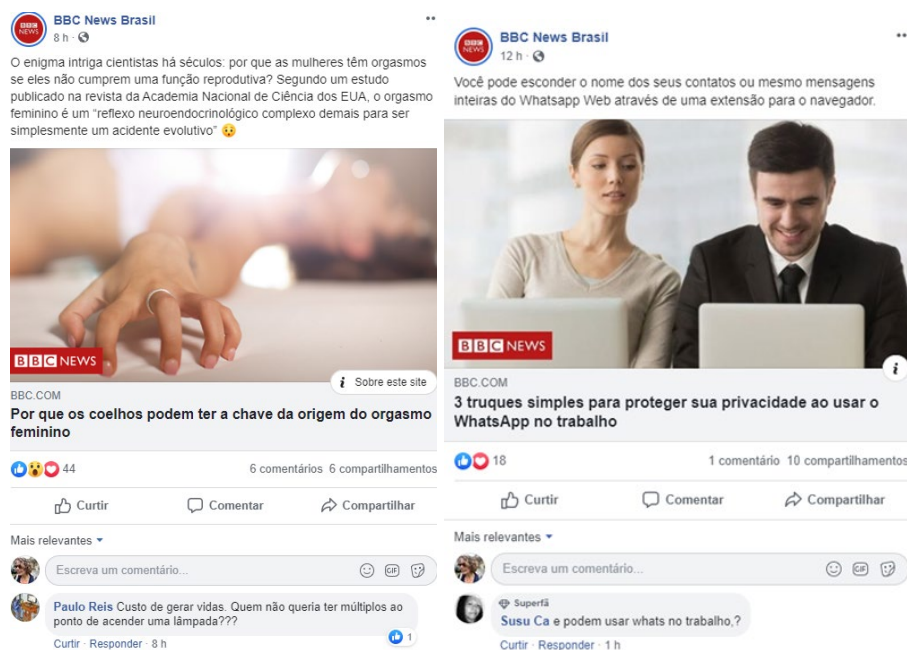 BBC NEWS
BBC News Brasil
8 h ·
O enigma intriga cientistas há séculos: por que as mulheres têm orgasmos
se eles não cumprem uma função reprodutiva? Segundo um estudo
publicado na revista da Academia Nacional de Ciência dos EUA, o orgasmo
feminino é um “reflexo neuroendocrinológico complexo demais para ser
simplesmente um acidente evolutivo” 😯
BBC NEWS
i Sobre este site
BBC.COM
Por que os coelhos podem ter a chave da origem do orgasmo
feminino
44
6 comentários 6 compartilhamentos
Curtir Comentar Compartilhar
Mais relevantes
Escreva um comentário...
GIF
Paulo Reis Custo de gerar vidas. Quem não queria ter múltiplos ao
ponto de acender uma lâmpada???
1
Curtir · Responder · 8 h
BBC NEWS
BBC News Brasil
12 h ·
Você pode esconder o nome dos seus contatos ou mesmo mensagens
inteiras do Whatsapp Web através de uma extensão para o navegador.
BBC NEWS
i
BBC.COM
3 truques simples para proteger sua privacidade ao usar o
WhatsApp no trabalho
18
1 comentário 10 compartilhamentos
Curtir Comentar Compartilhar
Mais relevantes
Escreva um comentário...
GIF
Superfã
Susu Ca e podem usar whats no trabalho,?
Curtir · Responder · 1 h